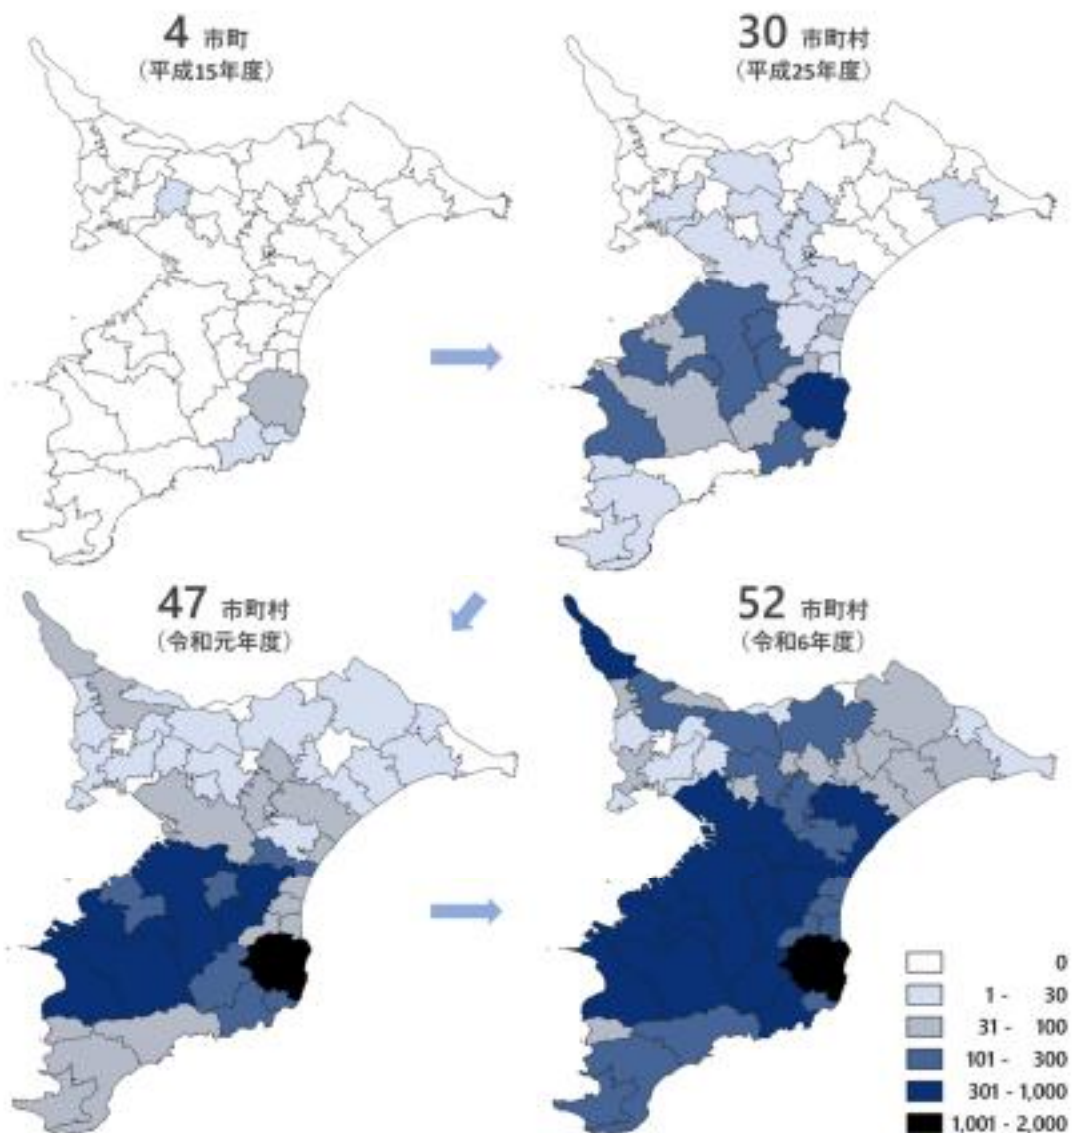 4 市町
（平成15年度）
30 市町村
（平成25年度）
47 市町村
（令和元年度）
52 市町村
（令和6年度）
0
1 - 30
31 - 100
101 - 300
301 - 1,000
1,001 - 2,000